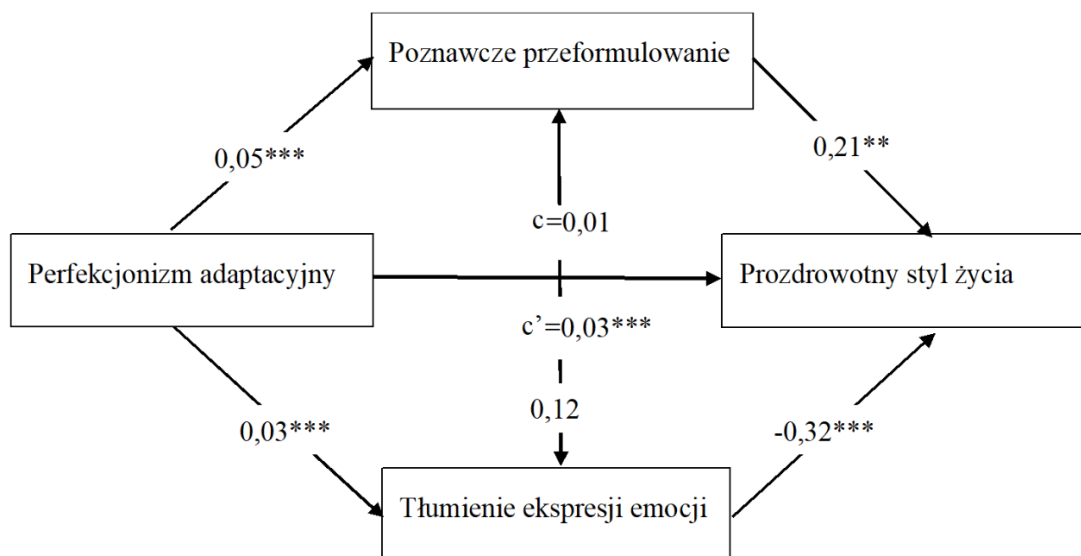 Poznawcze przeformulowanie
0,05***
0,21**
c=0,01
Perfekcjonizm adaptacyjny
Prozdrowotny styl życia
c’=0,03***
0,12
0,03***
-0,32***
Tłumienie ekspresji emocji